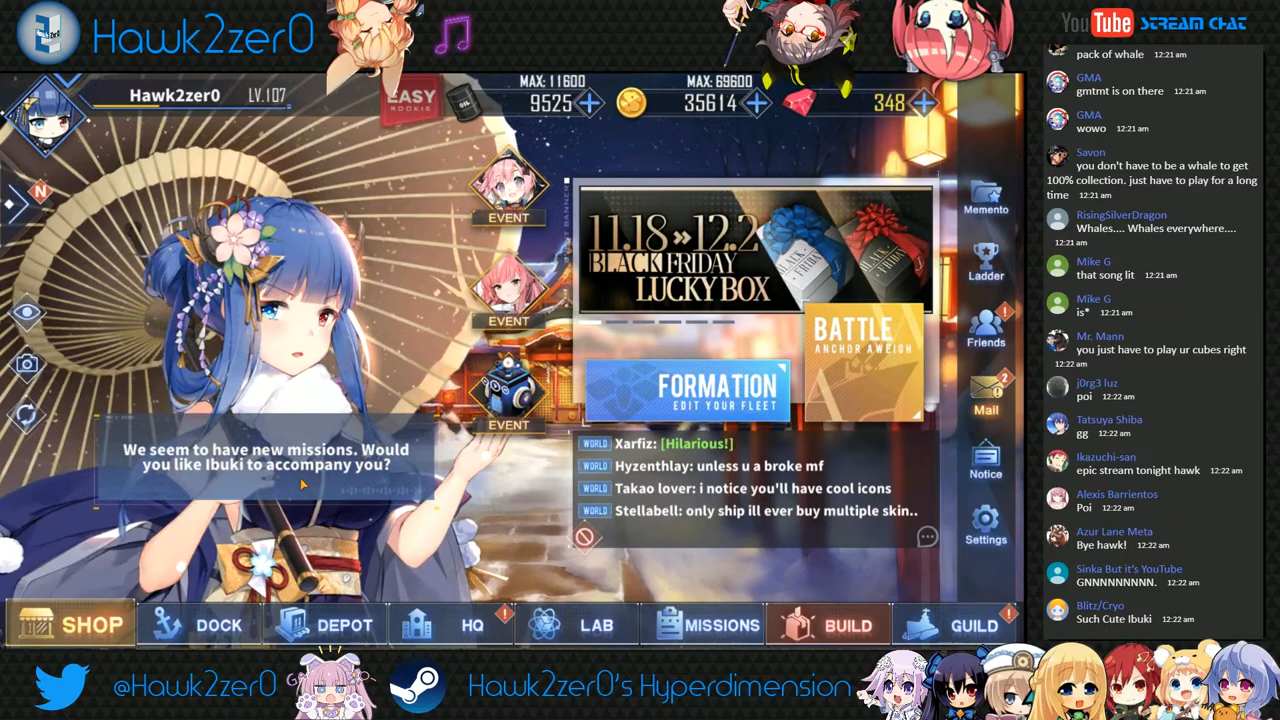 Hawk2zer0
You Tube STREAM CHAT
Hawk2zer0 LV.107
EASY
ROOKIE
OIL
MAX: 11600
9525
MAX: 69600
35614
348
N
EVENT
EVENT
EVENT
11.18 » 12.2
BLACK FRIDAY
LUCKY BOX
BATTLE
ANCHOR AWEIGH
FORMATION
EDIT YOUR FLEET
We seem to have new missions. Would
you like Ibuki to accompany you?
WORLD Xarfiz: [Hilarious!]
WORLD Hyzenthlay: unless u a broke mf
WORLD Takao lover: i notice you'll have cool icons
WORLD Stellabell: only ship ill ever buy multiple skin..
Memento
Ladder
Friends
2
Mail
Notice
Settings
SHOP
DOCK
DEPOT
HQ
LAB
MISSIONS
BUILD
GUILD
pack of whale 12:21 am
GMA
gmtmt is on there 12:21 am
GMA
wowo 12:21 am
Savon
you don't have to be a whale to get
100% collection. just have to play for a long
time 12:21 am
RisingSilverDragon
Whales.... Whales everywhere....
12:21 am
Mike G
that song lit 12:21 am
Mike G
is* 12:21 am
Mr. Mann
you just have to play ur cubes right
12:22 am
j0rg3 luz
poi 12:22 am
Tatsuya Shiba
gg 12:22 am
Ikazuchi-san
epic stream tonight hawk 12:22 am
Alexis Barrientos
Poi 12:22 am
Azur Lane Meta
Bye hawk! 12:22 am
Sinka But it's YouTube
GNNNNNNNNN. 12:22 am
Blitz/Cryo
Such Cute Ibuki 12:22 am
@Hawk2zer0
Hawk2zer0's Hyperdimension